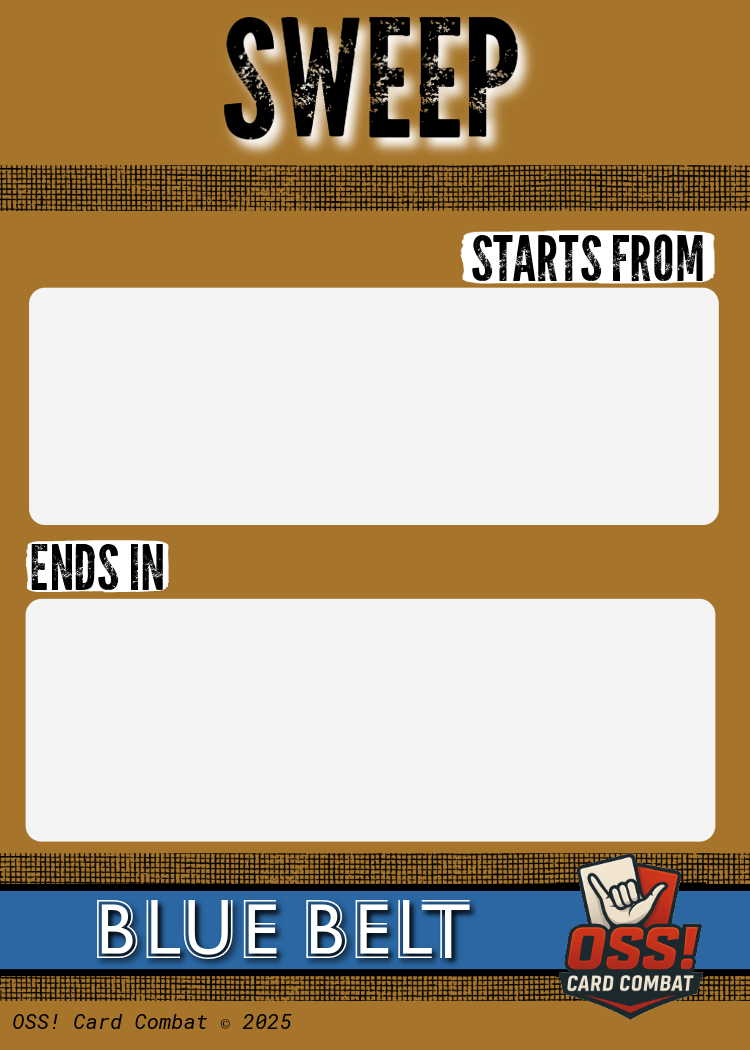 SWEEP
STARTS FROM
ENDS IN
BLUE BELT
OSS!
CARD COMBAT
OSS! Card Combat © 2025